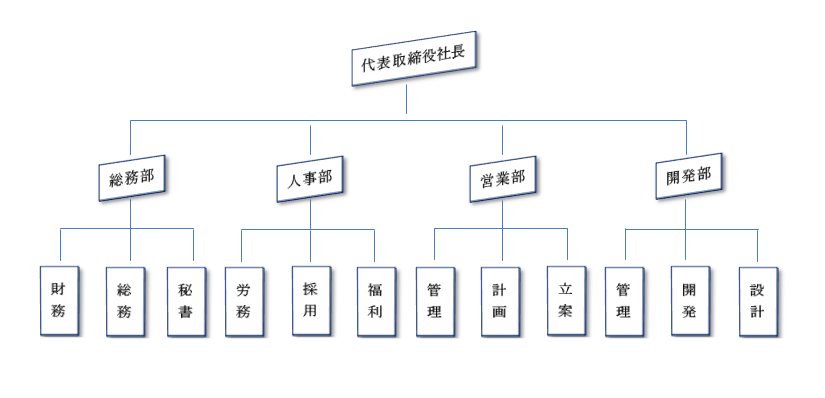 代表取締役社長
総務部
人事部
営業部
開発部
財務
総務
秘書
労務
採用
福利
管理
計画
立案
管理
開発
設計